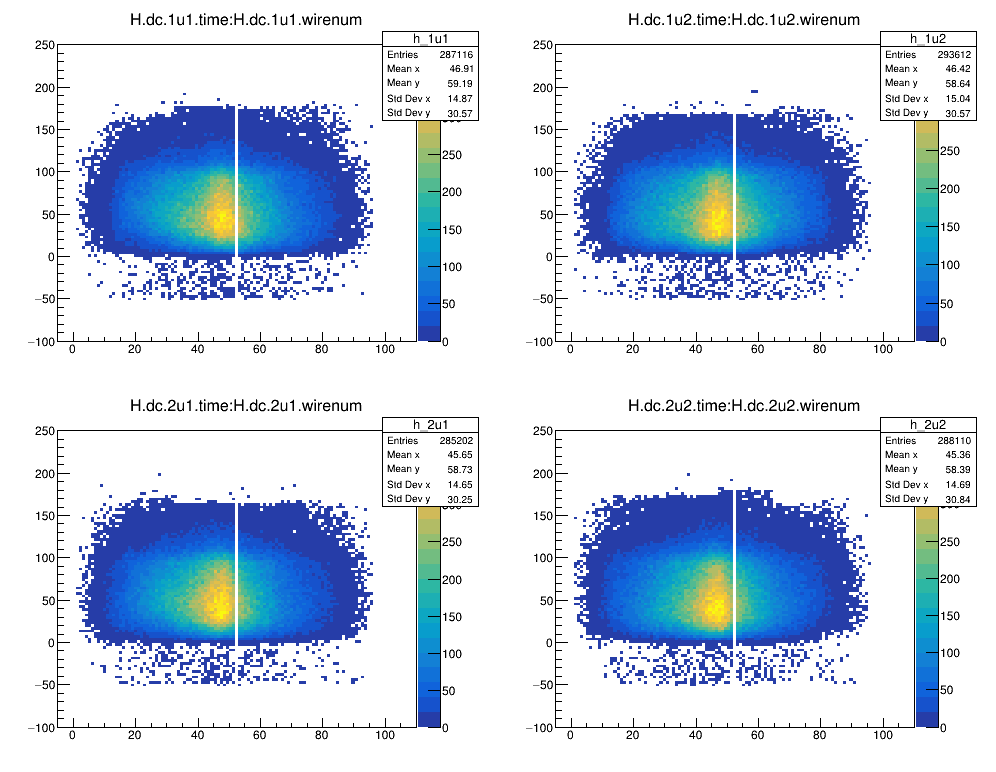 H.dc.1u1.time:H.dc.1u1.wirenum
h_1u1
Entries 287116
Mean x 46.91
Mean y 59.19
Std Dev x 14.87
Std Dev y 30.57
250
200
150
100
50
0
−50
−100
0 20 40 60 80 100
250
200
150
100
50
0
H.dc.1u2.time:H.dc.1u2.wirenum
h_1u2
Entries 293612
Mean x 46.42
Mean y 58.64
Std Dev x 15.04
Std Dev y 30.57
250
200
150
100
50
0
−50
−100
0 20 40 60 80 100
250
200
150
100
50
0
H.dc.2u1.time:H.dc.2u1.wirenum
h_2u1
Entries 285202
Mean x 45.65
Mean y 58.73
Std Dev x 14.65
Std Dev y 30.25
250
200
150
100
50
0
−50
−100
0 20 40 60 80 100
250
200
150
100
50
0
H.dc.2u2.time:H.dc.2u2.wirenum
h_2u2
Entries 288110
Mean x 45.36
Mean y 58.39
Std Dev x 14.69
Std Dev y 30.84
250
200
150
100
50
0
−50
−100
0 20 40 60 80 100
250
200
150
100
50
0